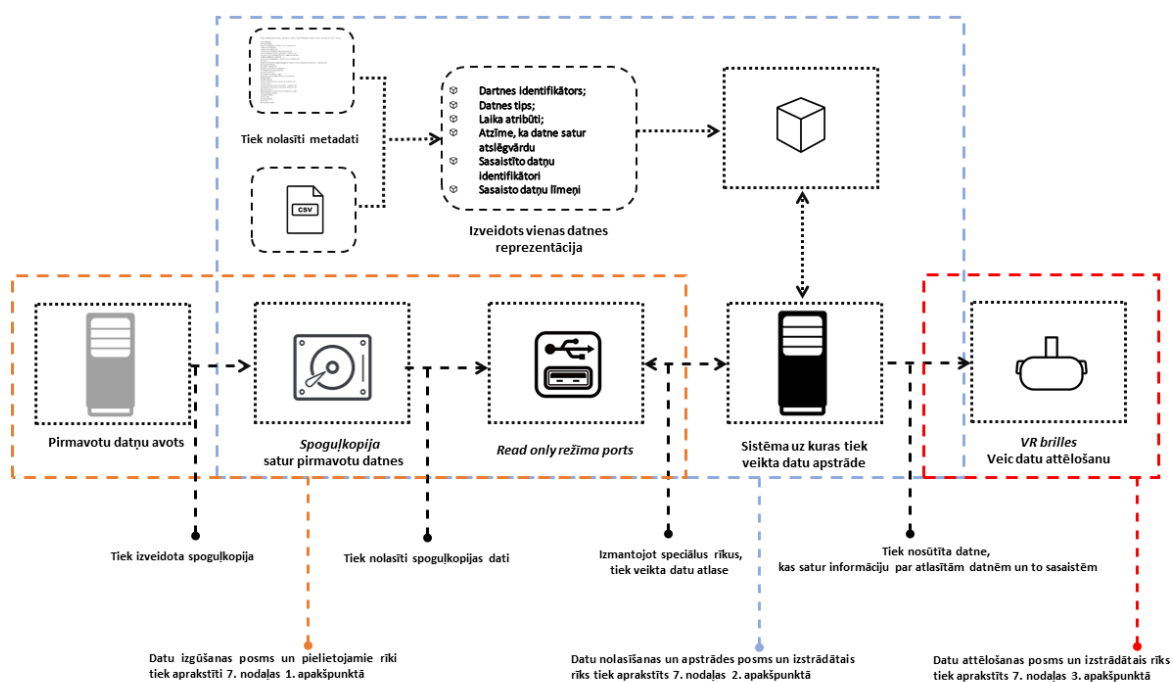 Tiek nolasīti metadati
CSV
Dartnes identifikātors;
Datnes tips;
Laika atribūti;
Atzīme, ka datne satur
atslēgvārdu
Sasaistīto datņu
identifikātori
Sasaisto datņu līmeņi
Izveidots vienas datnes
reprezentācija
Pirmavotu datņu avots
Spoguļkopija
satur pirmavotu datnes
Read only režīma ports
Sistēma uz kuras tiek
veikta datu apstrāde
VR brilles
Veic datu attēlošanu
Tiek izveidota spoguļkopija
Tiek nolasīti spoguļkopijas dati
Izmantojot speciālus rīkus,
tiek veikta datu atlase
Tiek nosūtīta datne,
kas satur informāciju par atlasītām datnēm un to sasaistēm
Datu izgūšanas posms un pielietojamie rīki
tiek aprakstīti 7. nodaļas 1. apakšpunktā
Datu nolasīšanas un apstrādes posms un izstrādātais
rīks tiek aprakstīts 7. nodaļas 2. apakšpunktā
Datu attēlošanas posms un izstrādātais rīks
tiek aprakstīts 7. nodaļas 3. apakšpunktā